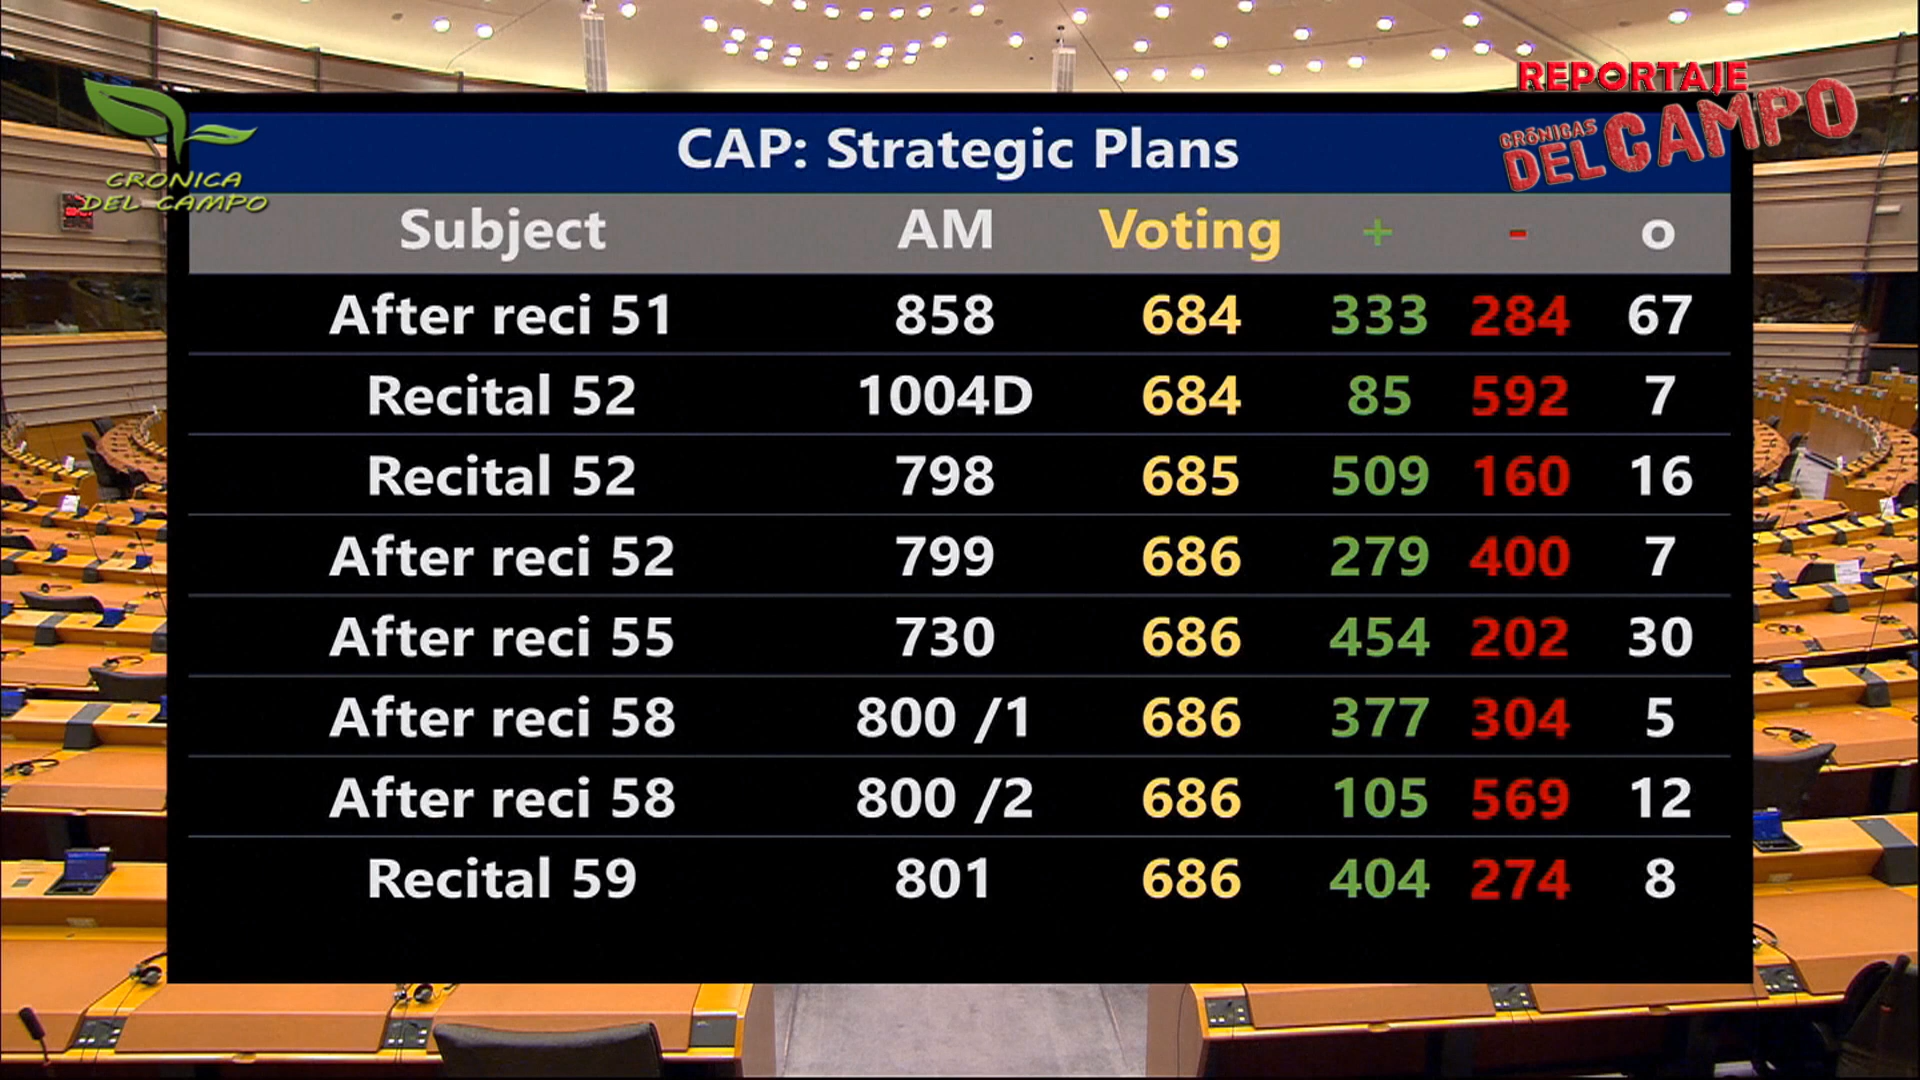 REPORTAJE
CRÓNICAS
DEL CAMPO
CRONICA
DEL CAMPO
CAP: Strategic Plans
Subject AM Voting + - o
After reci 51 858 684 333 284 67
Recital 52 1004D 684 85 592 7
Recital 52 798 685 509 160 16
After reci 52 799 686 279 400 7
After reci 55 730 686 454 202 30
After reci 58 800 /1 686 377 304 5
After reci 58 800 /2 686 105 569 12
Recital 59 801 686 404 274 8